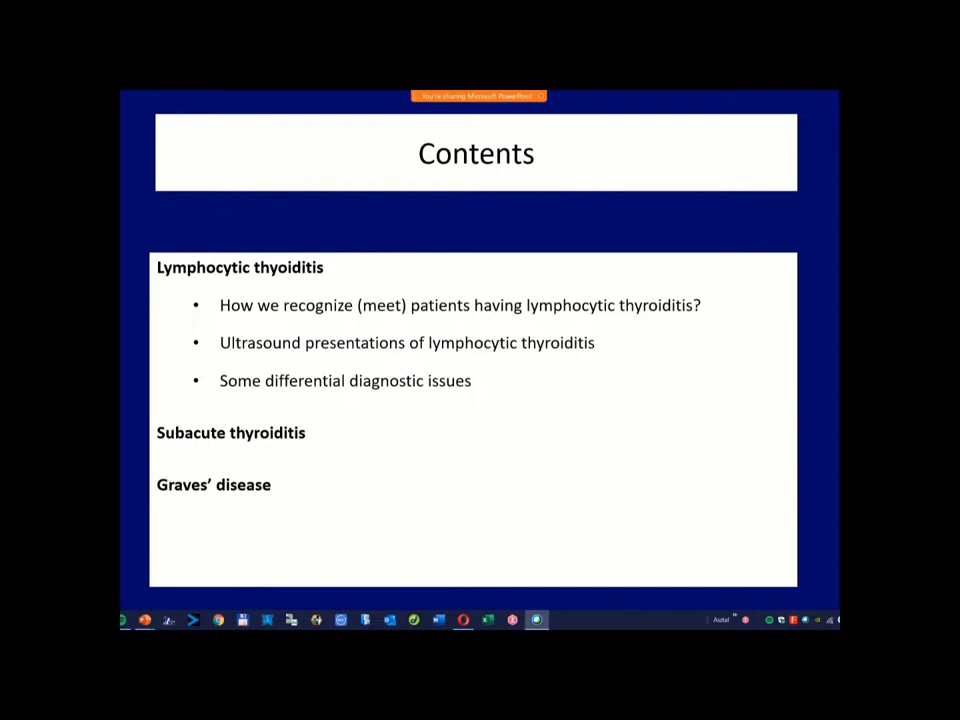 You're sharing Microsoft PowerPoint
Contents
Lymphocytic thyoiditis
• How we recognize (meet) patients having lymphocytic thyroiditis?
• Ultrasound presentations of lymphocytic thyroiditis
• Some differential diagnostic issues
Subacute thyroiditis
Graves’ disease
Autal